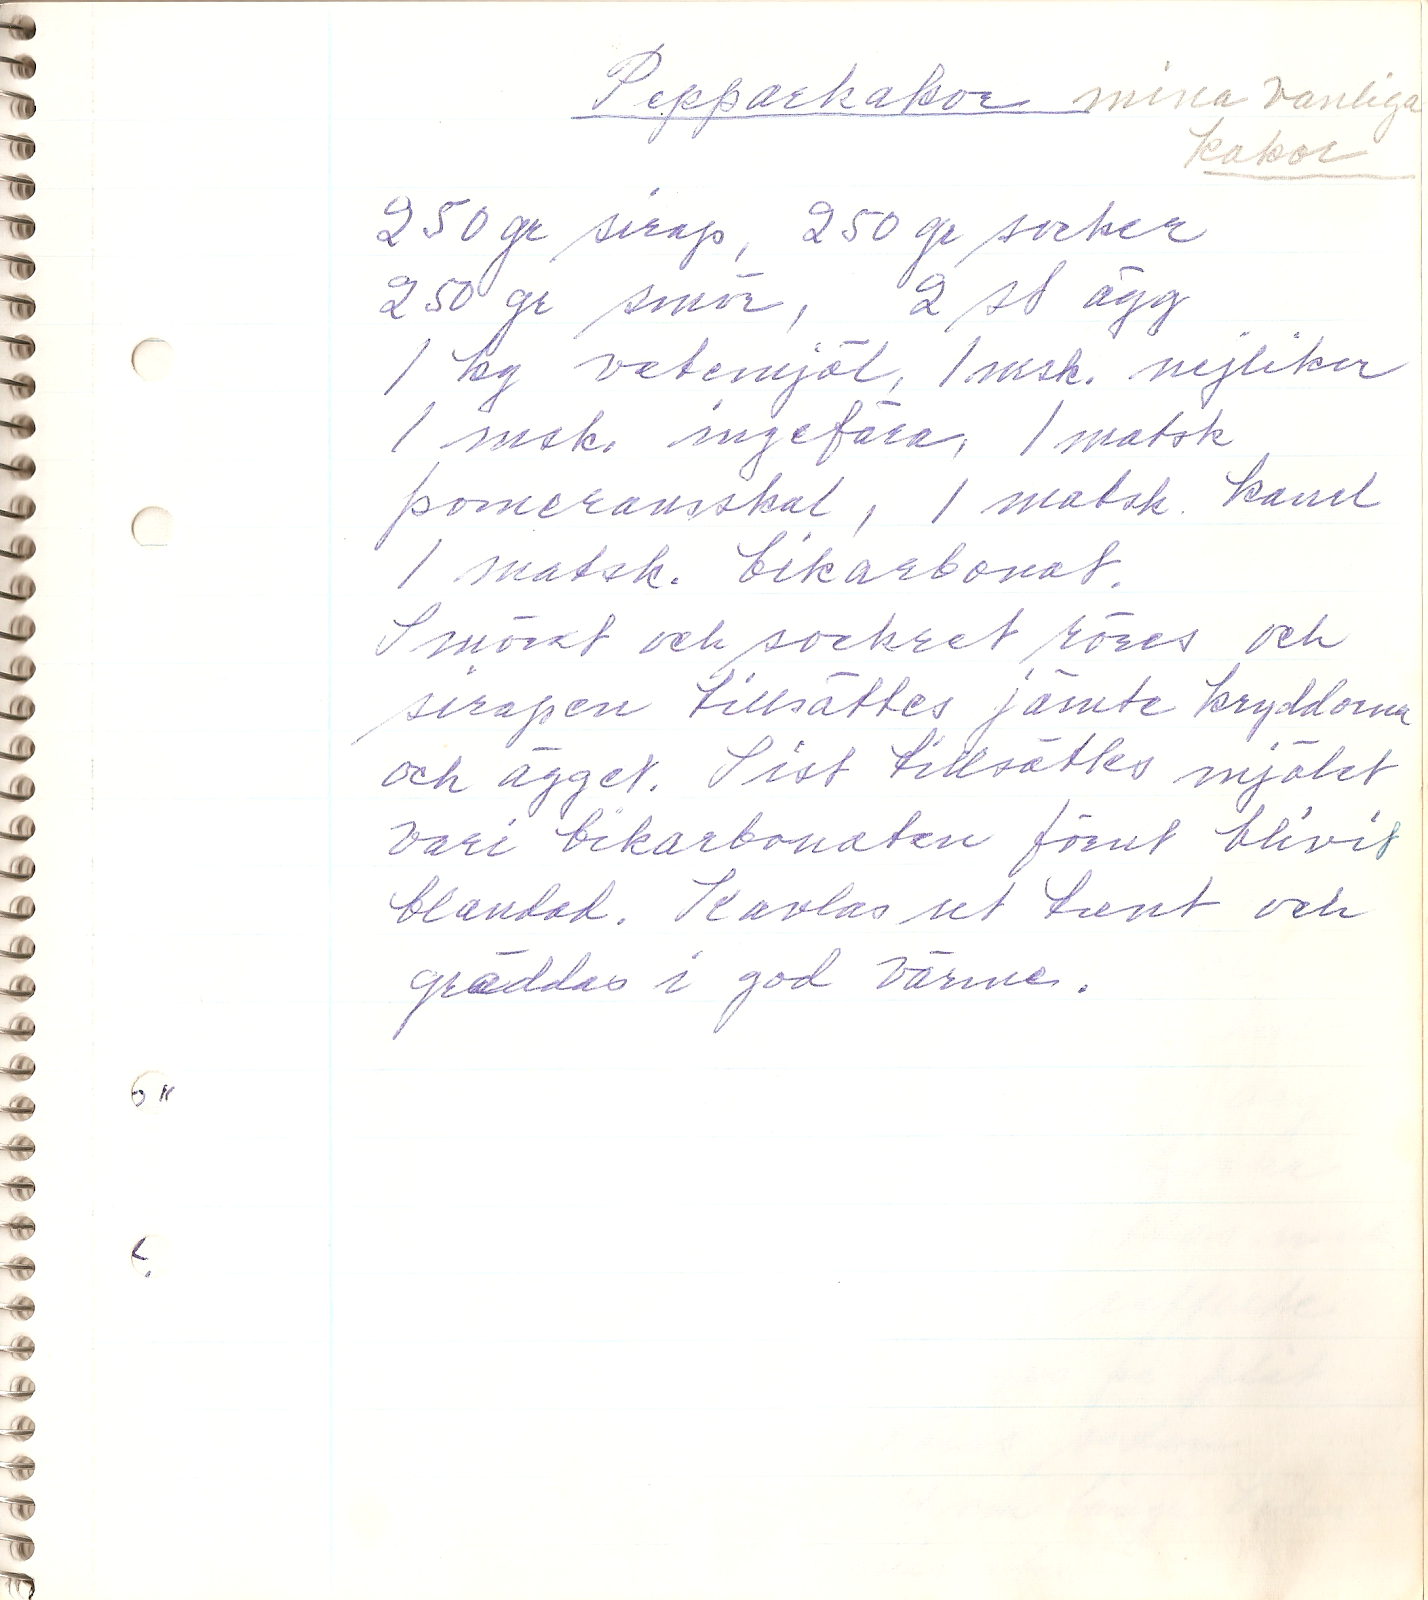 Pepparkakor mina vanliga
kakor
250 gr sirap, 250 gr socker
250 gr smör, 2 st ägg
1 kg vetemjöl, 1 msk. nejliker
1 msk. ingefära, 1 matsk
pomeransskal, 1 matsk. kanel
1 matsk. bikarbonat.
Smöret och sockret röres och
sirapen tillsättes jämte kryddorna
och ägget. Sist tillsättes mjölet
vari bikarbonaten först blivit
blandad. Kavlas ut tunt och
gräddas i god värme.